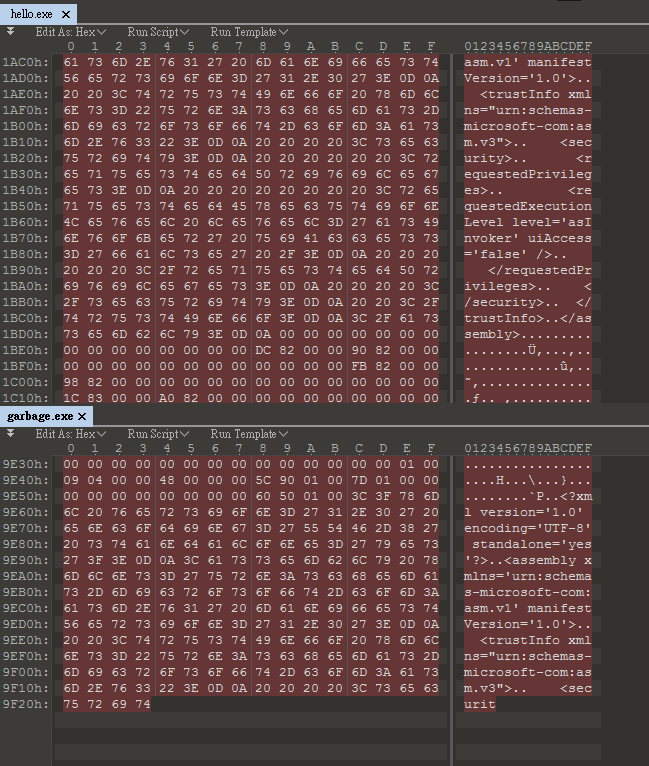 hello.exe ×
Edit As: Hex Run Script Run Template
0 1 2 3 4 5 6 7 8 9 A B C D E F 0123456789ABCDEF
1AC0h: 61 73 6D 2E 76 31 27 20 6D 61 6E 69 66 65 73 74 asm.v1' manifest
1AD0h: 56 65 72 73 69 6F 6E 3D 27 31 2E 30 27 3E 0D 0A Version='1.0'>..
1AE0h: 20 20 3C 74 72 75 73 74 49 6E 66 6F 20 78 6D 6C   <trustInfo xml
1AF0h: 6E 73 3D 22 75 72 6E 3A 73 63 68 65 6D 61 73 2D ns="urn:schemas-
1B00h: 6D 69 63 72 6F 73 6F 66 74 2D 63 6F 6D 3A 61 73 microsoft-com:as
1B10h: 6D 2E 76 33 22 3E 0D 0A 20 20 20 20 3C 73 65 63 m.v3">..    <sec
1B20h: 75 72 69 74 79 3E 0D 0A 20 20 20 20 20 20 3C 72 urity>..      <r
1B30h: 65 71 75 65 73 74 65 64 50 72 69 76 69 6C 65 67 equestedPrivileg
1B40h: 65 73 3E 0D 0A 20 20 20 20 20 20 20 20 3C 72 65 es>..        <re
1B50h: 71 75 65 73 74 65 64 45 78 65 63 75 74 69 6F 6E questedExecution
1B60h: 4C 65 76 65 6C 20 6C 65 76 65 6C 3D 27 61 73 49 Level level='asI
1B70h: 6E 76 6F 6B 65 72 27 20 75 69 41 63 63 65 73 73 nvoker' uiAccess
1B80h: 3D 27 66 61 6C 73 65 27 20 2F 3E 0D 0A 20 20 20 ='false' />..
1B90h: 20 20 20 3C 2F 72 65 71 75 65 73 74 65 64 50 72    </requestedPr
1BA0h: 69 76 69 6C 65 67 65 73 3E 0D 0A 20 20 20 20 3C ivileges>..    <
1BB0h: 2F 73 65 63 75 72 69 74 79 3E 0D 0A 20 20 3C 2F /security>..  </
1BC0h: 74 72 75 73 74 49 6E 66 6F 3E 0D 0A 3C 2F 61 73 trustInfo>..</as
1BD0h: 73 65 6D 62 6C 79 3E 0D 0A 00 00 00 00 00 00 00 sembly>.........
1BE0h: 00 00 00 00 00 00 00 00 DC 82 00 00 90 82 00 00 ........Ü‚...‚..
1BF0h: 00 00 00 00 00 00 00 00 00 00 00 00 FB 82 00 00 ............û‚..
1C00h: 98 82 00 00 00 00 00 00 00 00 00 00 00 00 00 00 ˜‚..............
1C10h: 1C 83 00 00 A0 82 00 00 00 00 00 00 00 00 00 00 .ƒ.. ‚..........
garbage.exe ×
Edit As: Hex Run Script Run Template
0 1 2 3 4 5 6 7 8 9 A B C D E F 0123456789ABCDEF
9E30h: 00 00 00 00 00 00 00 00 00 00 00 00 00 00 01 00 ................
9E40h: 09 04 00 00 48 00 00 00 5C 90 01 00 7D 01 00 00 ....H...\...}...
9E50h: 00 00 00 00 00 00 00 00 60 50 01 00 3C 3F 78 6D ........`P..<?xm
9E60h: 6C 20 76 65 72 73 69 6F 6E 3D 27 31 2E 30 27 20 l version='1.0'
9E70h: 65 6E 63 6F 64 69 6E 67 3D 27 55 54 46 2D 38 27 encoding='UTF-8'
9E80h: 20 73 74 61 6E 64 61 6C 6F 6E 65 3D 27 79 65 73  standalone='yes
9E90h: 27 3F 3E 0D 0A 3C 61 73 73 65 6D 62 6C 79 20 78 '?>..<assembly x
9EA0h: 6D 6C 6E 73 3D 27 75 72 6E 3A 73 63 68 65 6D 61 mlns='urn:schema
9EB0h: 73 2D 6D 69 63 72 6F 73 6F 66 74 2D 63 6F 6D 3A s-microsoft-com:
9EC0h: 61 73 6D 2E 76 31 27 20 6D 61 6E 69 66 65 73 74 asm.v1' manifest
9ED0h: 56 65 72 73 69 6F 6E 3D 27 31 2E 30 27 3E 0D 0A Version='1.0'>..
9EE0h: 20 20 3C 74 72 75 73 74 49 6E 66 6F 20 78 6D 6C   <trustInfo xml
9EF0h: 6E 73 3D 22 75 72 6E 3A 73 63 68 65 6D 61 73 2D ns="urn:schemas-
9F00h: 6D 69 63 72 6F 73 6F 66 74 2D 63 6F 6D 3A 61 73 microsoft-com:as
9F10h: 6D 2E 76 33 22 3E 0D 0A 20 20 20 20 3C 73 65 63 m.v3">..    <sec
9F20h: 75 72 69 74 urit